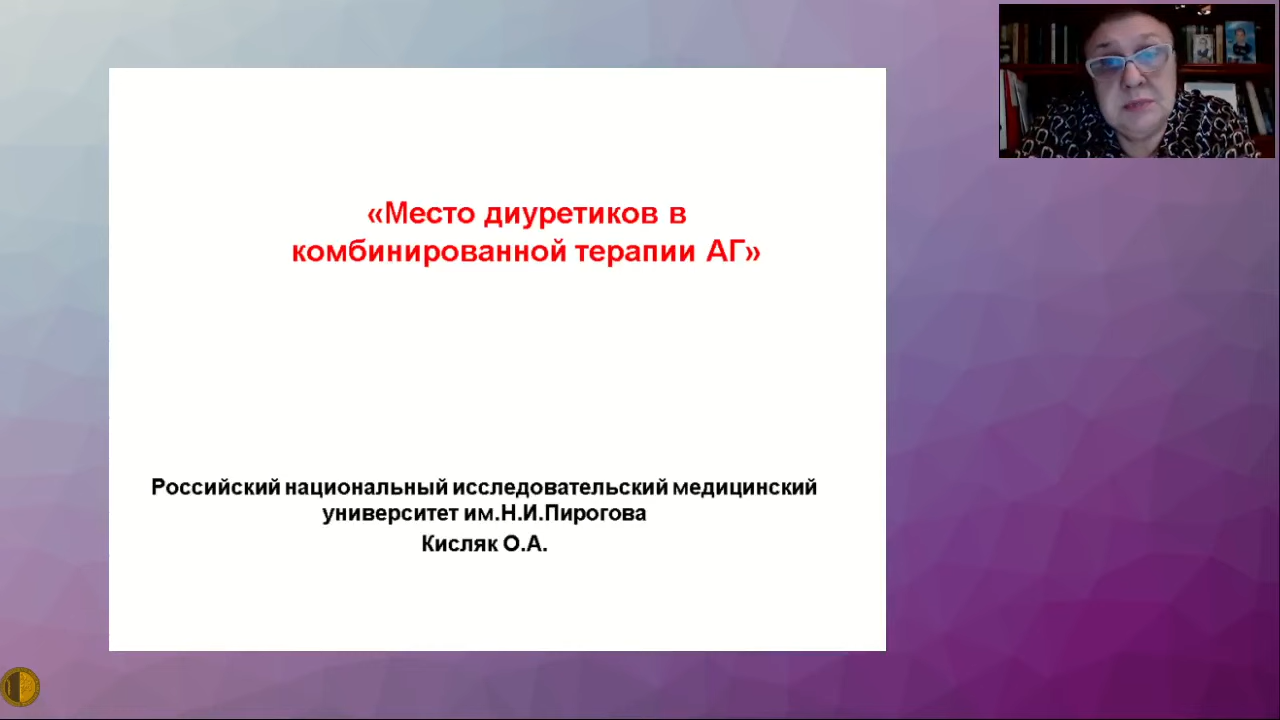 «Место диуретиков в
комбинированной терапии АГ»
Российский национальный исследовательский медицинский
университет им.Н.И.Пирогова
Кисляк О.А.